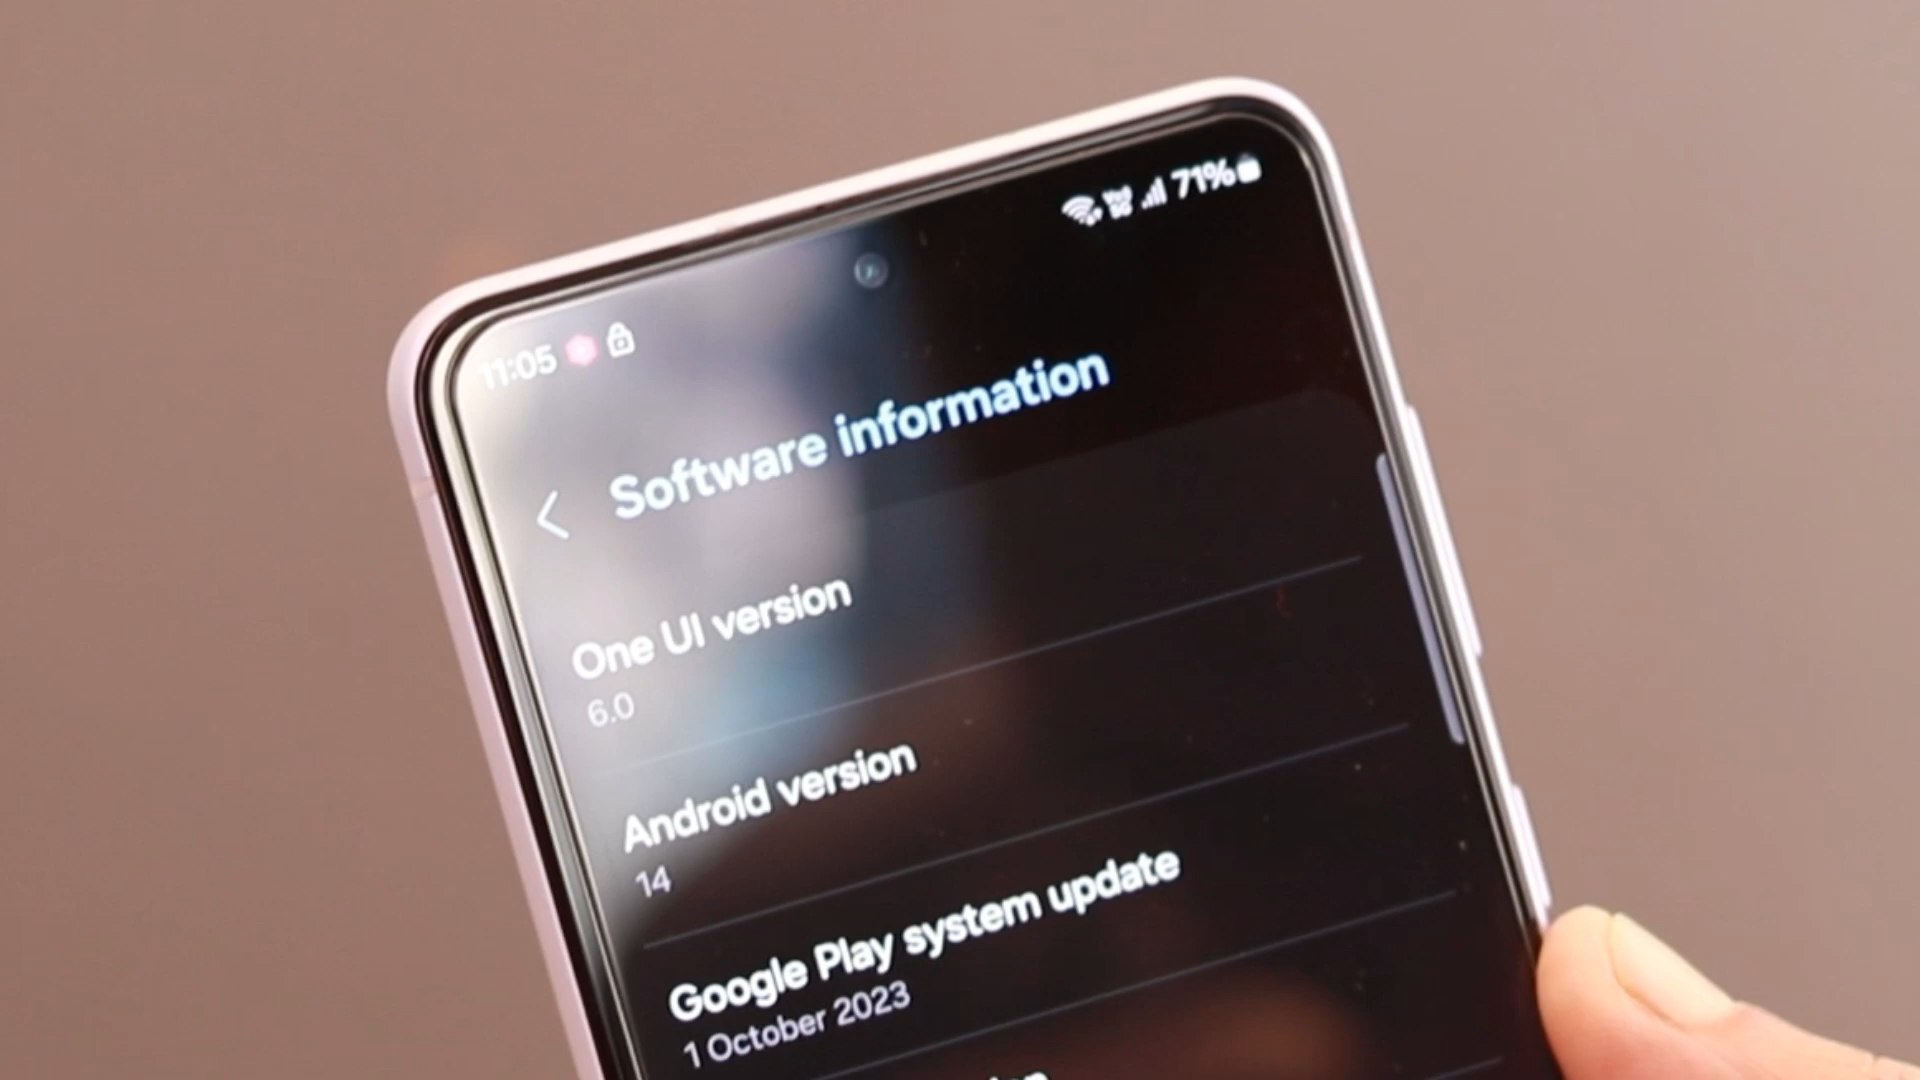 11:05
71%
Software information
One UI version
6.0
Android version
14
Google Play system update
1 October 2023